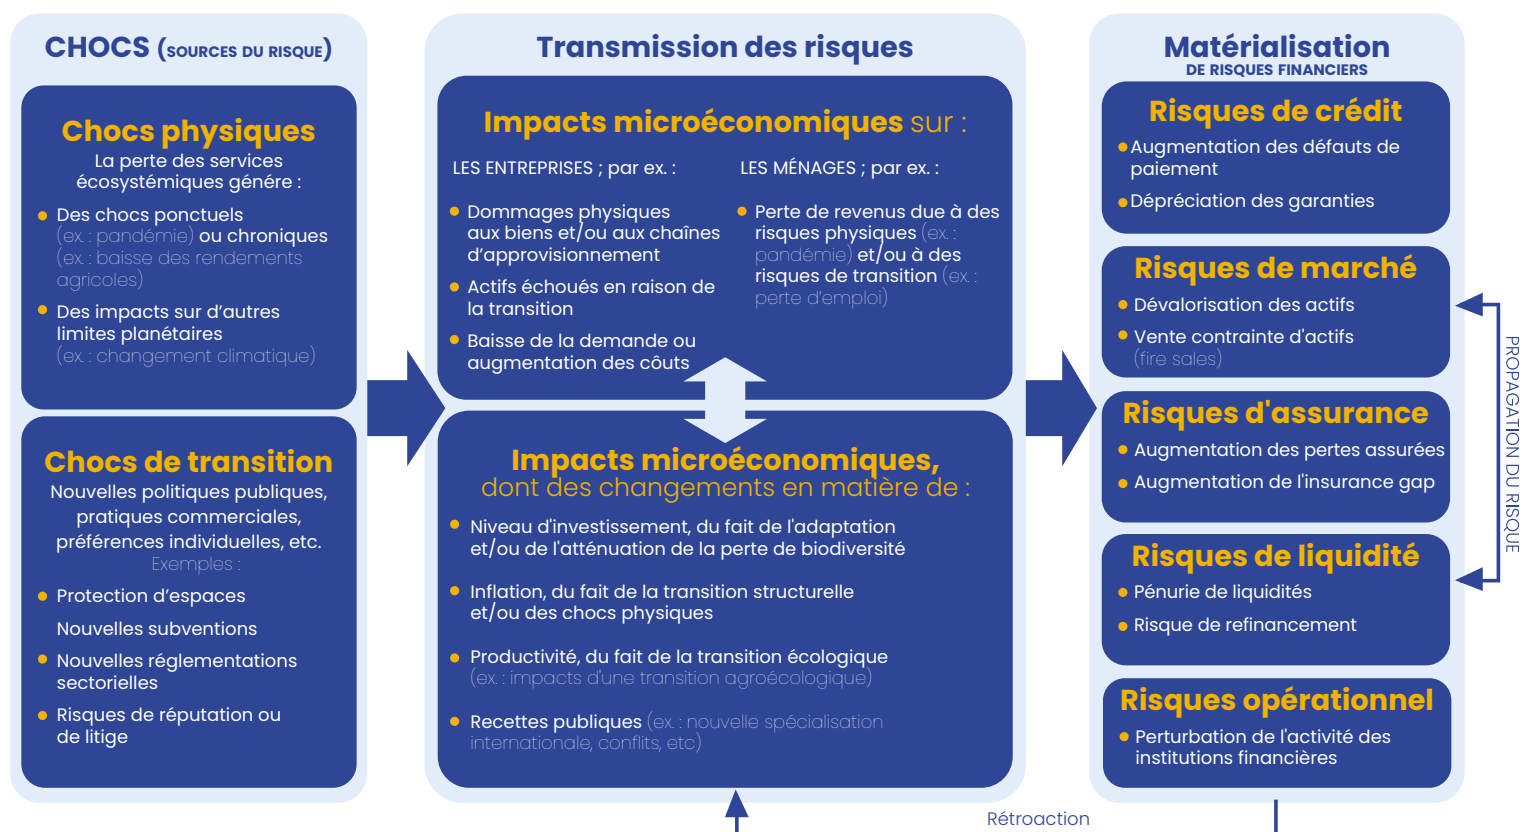 CHOCS (SOURCES DU RISQUE)
Chocs physiques
La perte des services
écosystémiques génére :
Des chocs ponctuels
(ex. : pandémie) ou chroniques
(ex. : baisse des rendements
agricoles)
Des impacts sur d'autres
limites planétaires
(ex. : changement climatique)
Chocs de transition
Nouvelles politiques publiques,
pratiques commerciales,
préférences individuelles, etc.
Exemples :
Protection d'espaces
Nouvelles subventions
Nouvelles réglementations
sectorielles
Risques de réputation ou
de litige
Transmission des risques
Impacts microéconomiques sur :
LES ENTREPRISES ; par ex. :
Dommages physiques
aux biens et/ou aux chaînes
d'approvisionnement
Actifs échoués en raison de
la transition
Baisse de la demande ou
augmentation des côuts
LES MÉNAGES ; par ex. :
Perte de revenus due à des
risques physiques (ex. :
pandémie) et/ou à des
risques de transition (ex. :
perte d'emploi)
Impacts microéconomiques,
dont des changements en matière de :
Niveau d'investissement, du fait de l'adaptation
et/ou de l'atténuation de la perte de biodiversité
Inflation, du fait de la transition structurelle
et/ou des chocs physiques
Productivité, du fait de la transition écologique
(ex. : impacts d'une transition agroécologique)
Recettes publiques (ex. : nouvelle spécialisation
internationale, conflits, etc)
Matérialisation
DE RISQUES FINANCIERS
Risques de crédit
Augmentation des défauts de
paiement
Dépréciation des garanties
Risques de marché
Dévalorisation des actifs
Vente contrainte d'actifs
(fire sales)
Risques d'assurance
Augmentation des pertes assurées
Augmentation de l'insurance gap
Risques de liquidité
Pénurie de liquidités
Risque de refinancement
Risques opérationnel
Perturbation de l'activité des
institutions financières
PROPAGATION DU RISQUE
Rétroaction